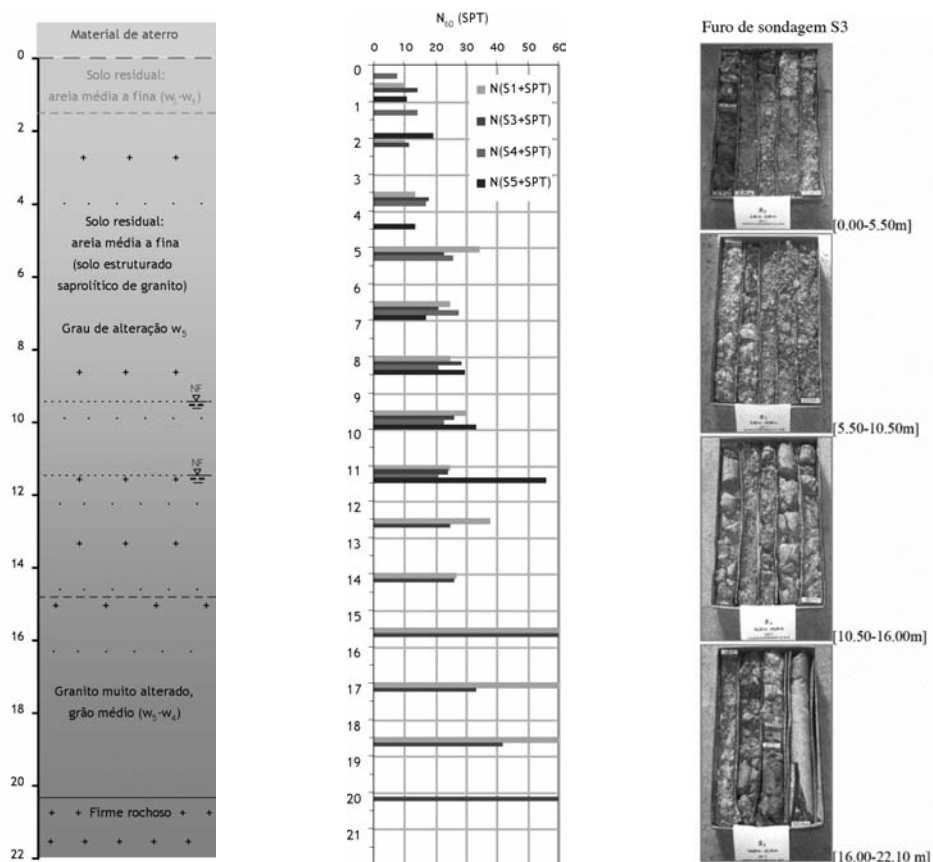 Material de aterro
0
Solo residual:
areia média a fina (w₅-w₆)
2
4
Solo residual:
areia média a fina
(solo estruturado
saprolítico de granito)
6
Grau de alteração w₅
8
NF
10
NF
12
14
16
Granito muito alterado,
grão médio (w₅-w₄)
18
20
+ + Firme rochoso + +
22
N₆₀ (SPT)
0 10 20 30 40 50 60
N(S1+SPT)
N(S3+SPT)
N(S4+SPT)
N(S5+SPT)
0
1
2
3
4
5
6
7
8
9
10
11
12
13
14
15
16
17
18
19
20
21
Furo de sondagem S3
[0.00-5.50m]
[5.50-10.50m]
[10.50-16.00m]
[16.00-22.10 m]